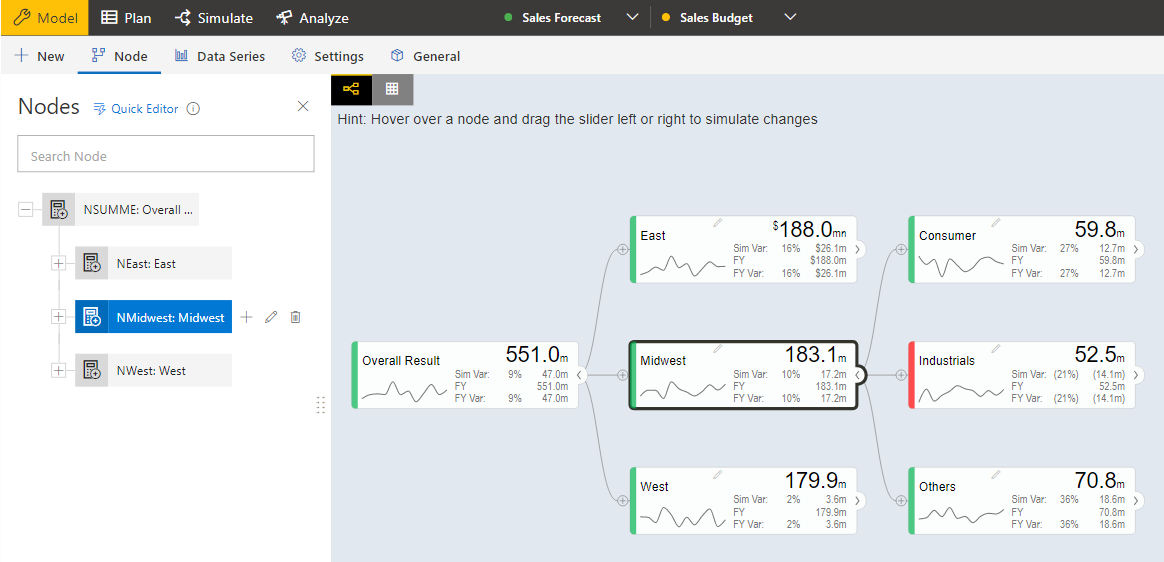 Model Plan Simulate Analyze Sales Forecast Sales Budget
New Node Data Series Settings General
Nodes Quick Editor
Hint: Hover over a node and drag the slider left or right to simulate changes
Search Node
NSUMME: Overall ...
NEast: East
NMidwest: Midwest
NWest: West
East $188.0mn
Sim Var: 16% $26.1m
FY $188.0m
FY Var: 16% $26.1m
Consumer 59.8m
Sim Var: 27% 12.7m
FY 59.8m
FY Var: 27% 12.7m
Overall Result 551.0m
Sim Var: 9% 47.0m
FY 551.0m
FY Var: 9% 47.0m
Midwest 183.1m
Sim Var: 10% 17.2m
FY 183.1m
FY Var: 10% 17.2m
Industrials 52.5m
Sim Var: (21%) (14.1m)
FY 52.5m
FY Var: (21%) (14.1m)
West 179.9m
Sim Var: 2% 3.6m
FY 179.9m
FY Var: 2% 3.6m
Others 70.8m
Sim Var: 36% 18.6m
FY 70.8m
FY Var: 36% 18.6m